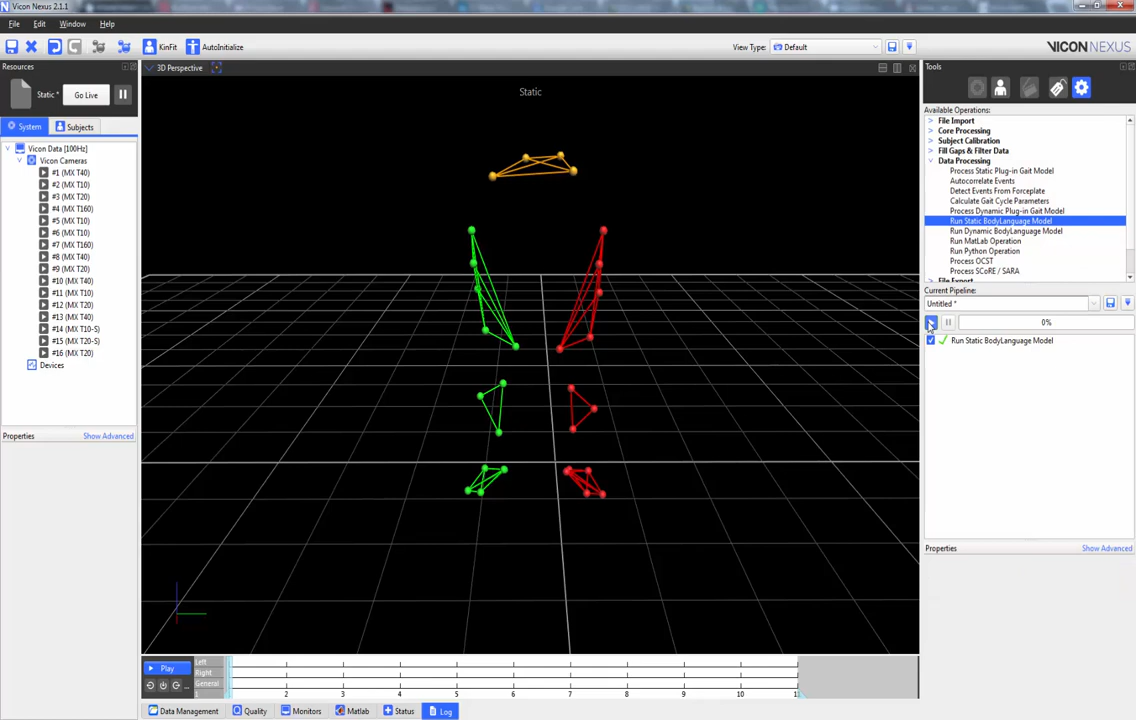 Vicon Nexus 2.1.1
File Edit Window Help
KinFit AutoInitialize View Type: Default VICON NEXUS
Resources
3D Perspective
Tools
Static * Go Live
Static
System Subjects
Available Operations:
Vicon Data [100Hz]
Vicon Cameras
#1 (MX T40)
#2 (MX T10)
#3 (MX T20)
#4 (MX T160)
#5 (MX T10)
#6 (MX T10)
#7 (MX T160)
#8 (MX T40)
#9 (MX T20)
#10 (MX T40)
#11 (MX T10)
#12 (MX T20)
#13 (MX T40)
#14 (MX T10-S)
#15 (MX T20-S)
#16 (MX T20)
Devices
Properties Show Advanced
File Import
Core Processing
Subject Calibration
Fill Gaps & Filter Data
Data Processing
Process Static Plug-in Gait Model
Autocorrelate Events
Detect Events From Forceplate
Calculate Gait Cycle Parameters
Process Dynamic Plug-in Gait Model
Run Static BodyLanguage Model
Run Dynamic BodyLanguage Model
Run MatLab Operation
Run Python Operation
Process OCST
Process SCoRE / SARA
File Export
Current Pipeline:
Untitled *
0%
Run Static BodyLanguage Model
Properties Show Advanced
Play
Left
Right
General
1 2 3 4 5 6 7 8 9 10
Data Management Quality Monitors Matlab Status Log